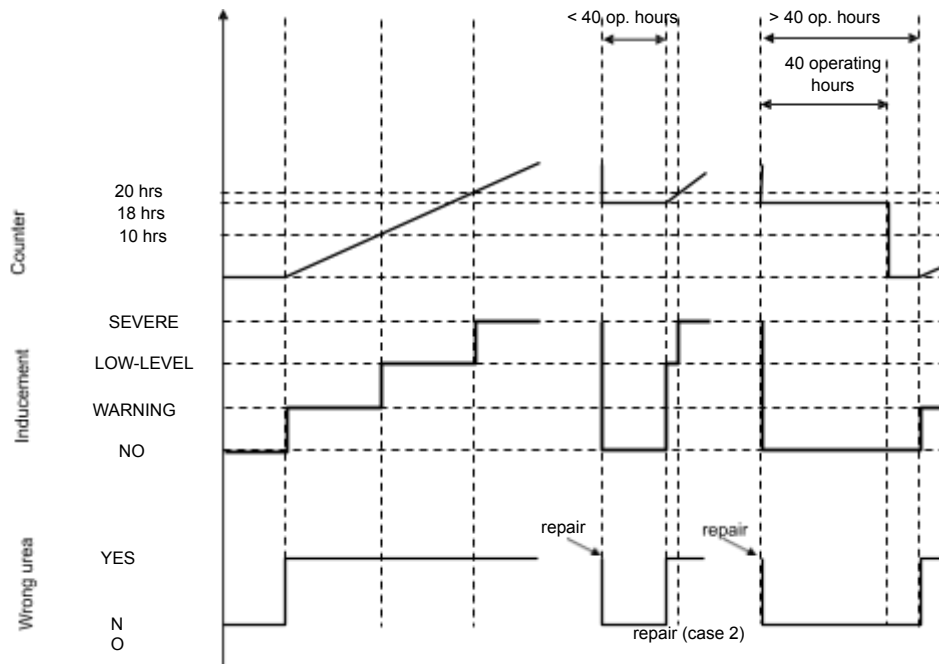 < 40 op. hours
> 40 op. hours
40 operating
hours
20 hrs
18 hrs
10 hrs
Counter
SEVERE
LOW-LEVEL
WARNING
NO
Inducement
repair
repair
YES
N
O
Wrong urea
repair (case 2)